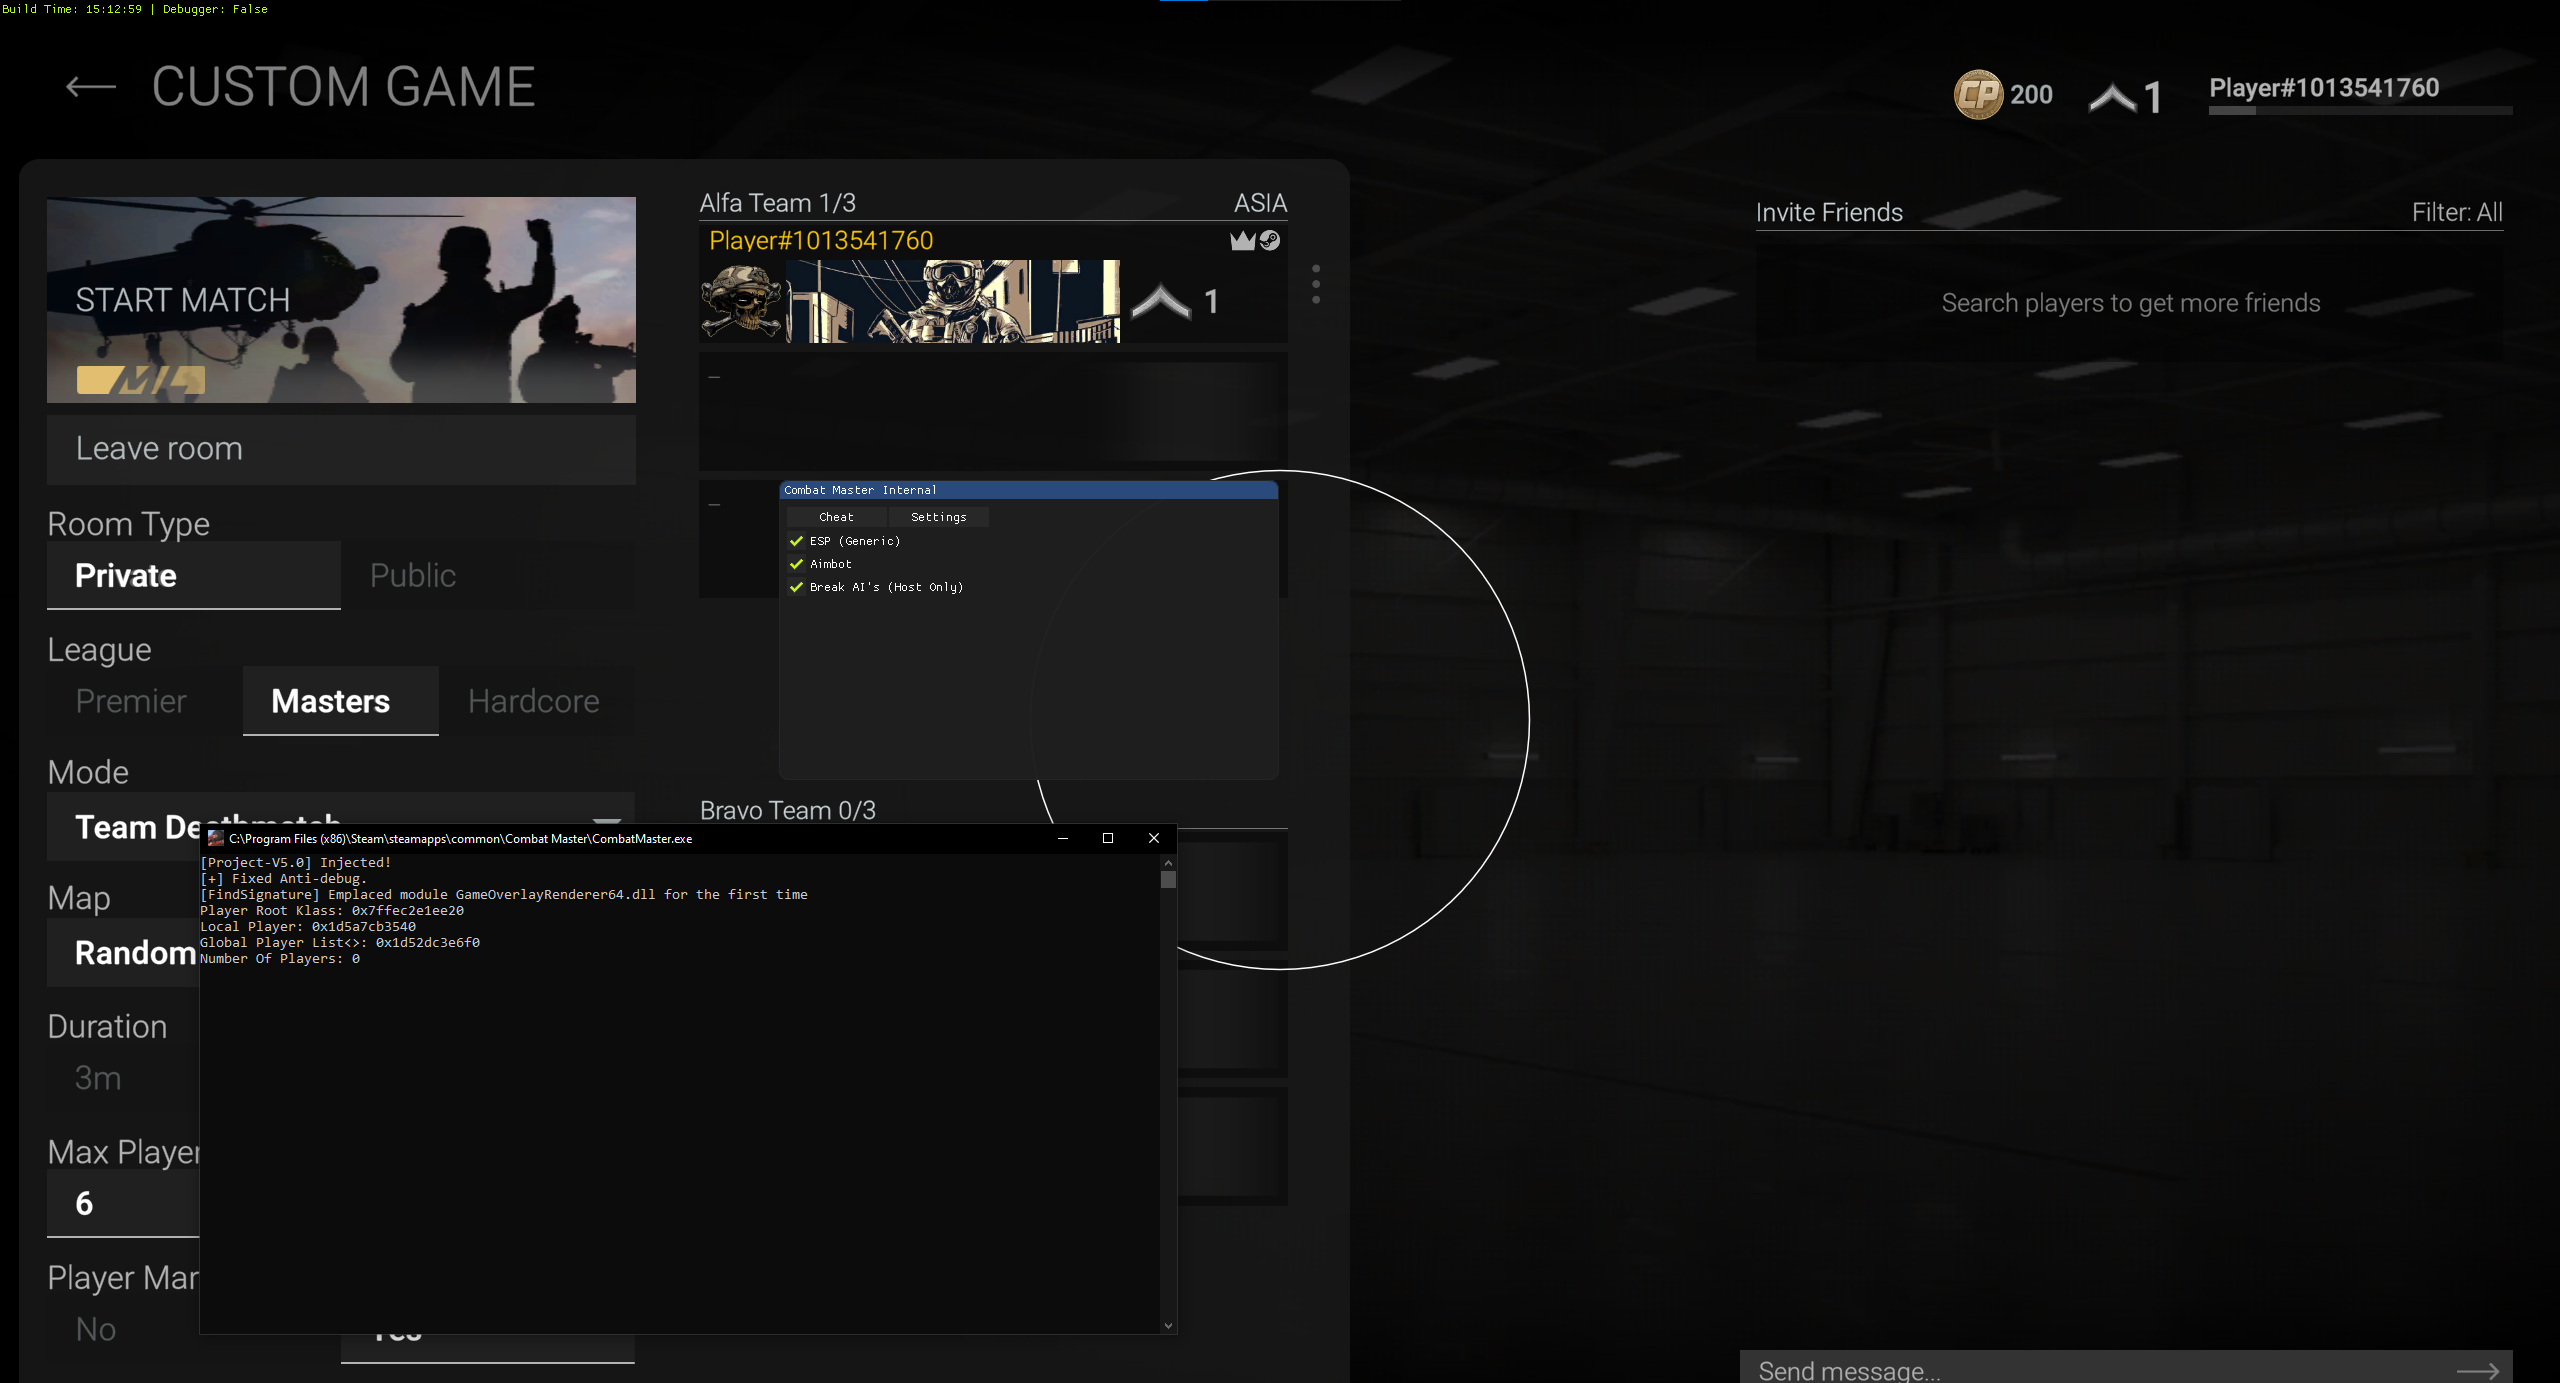 Build Time: 15:12:59 | Debugger: False
CUSTOM GAME
CP 200
1
Player#1013541760
START MATCH
Leave room
Room Type
Private
Public
League
Premier
Masters
Hardcore
Mode
Map
Random
Duration
3m
Max Player
6
Player Mar
No
Alfa Team 1/3
ASIA
Player#1013541760
1
–
–
Combat Master Internal
Cheat
Settings
ESP (Generic)
Aimbot
Break AI's (Host Only)
Bravo Team 0/3
C:\Program Files (x86)\Steam\steamapps\common\Combat Master\CombatMaster.exe
[Project-V5.0] Injected!
[+] Fixed Anti-debug.
[FindSignature] Emplaced module GameOverlayRenderer64.dll for the first time
Player Root Klass: 0x7ffec2e1ee20
Local Player: 0x1d5a7cb3540
Global Player List<>: 0x1d52dc3e6f0
Number Of Players: 0
Invite Friends
Filter: All
Search players to get more friends
Send message...